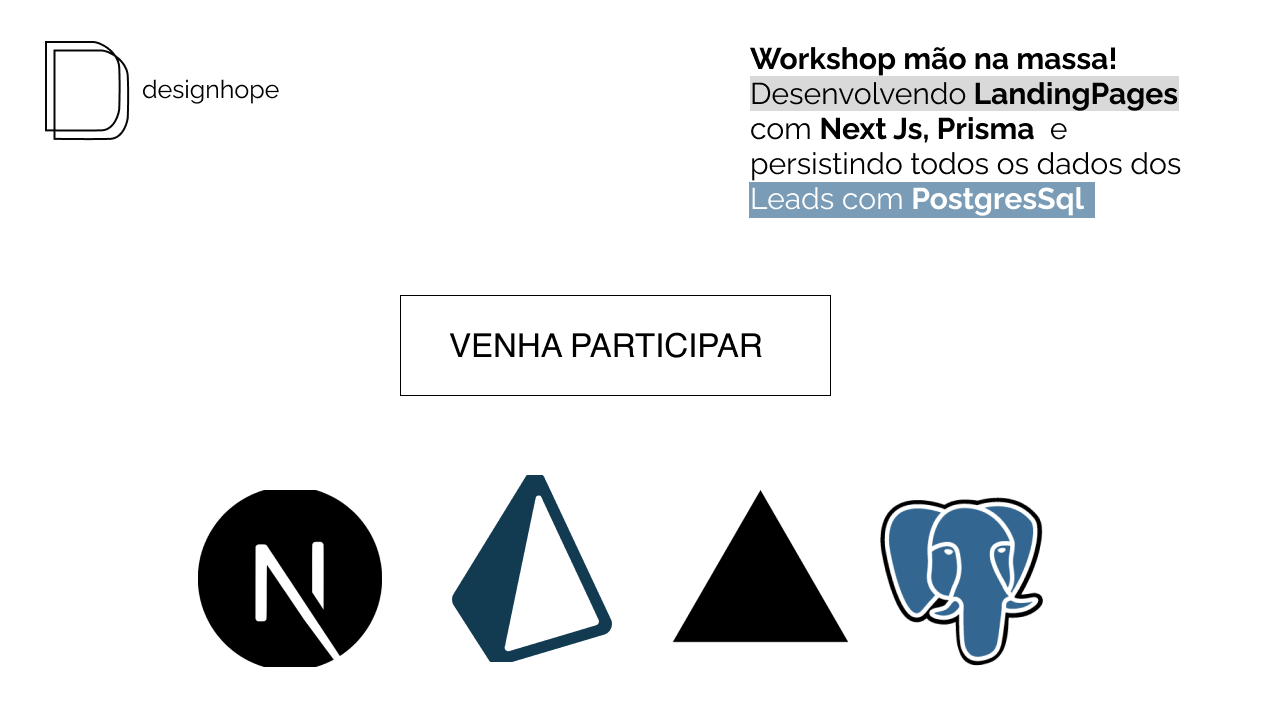 designhope
Workshop mão na massa!
Desenvolvendo LandingPages
com Next Js, Prisma e
persistindo todos os dados dos
Leads com PostgresSql
VENHA PARTICIPAR
N